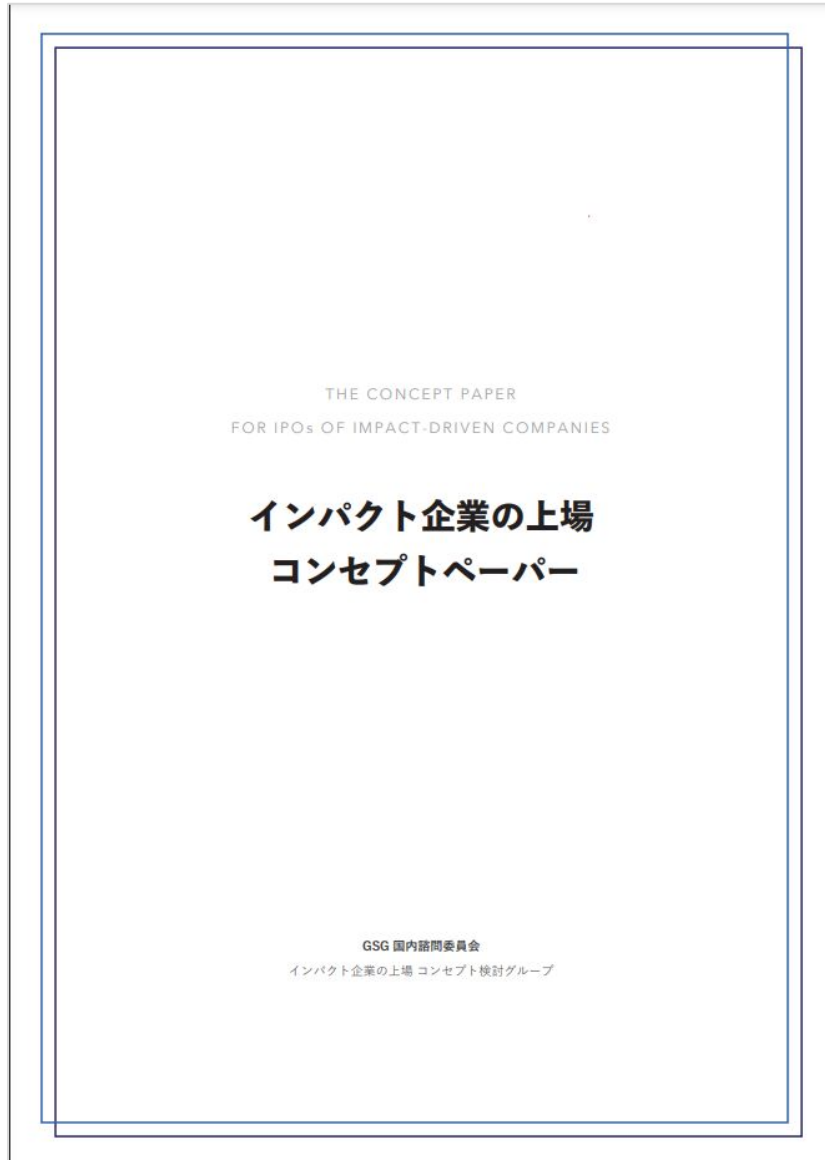 THE CONCEPT PAPER
FOR IPOs OF IMPACT-DRIVEN COMPANIES
インパクト企業の上場
コンセプトペーパー
GSG 国内諮問委員会
インパクト企業の上場 コンセプト検討グループ